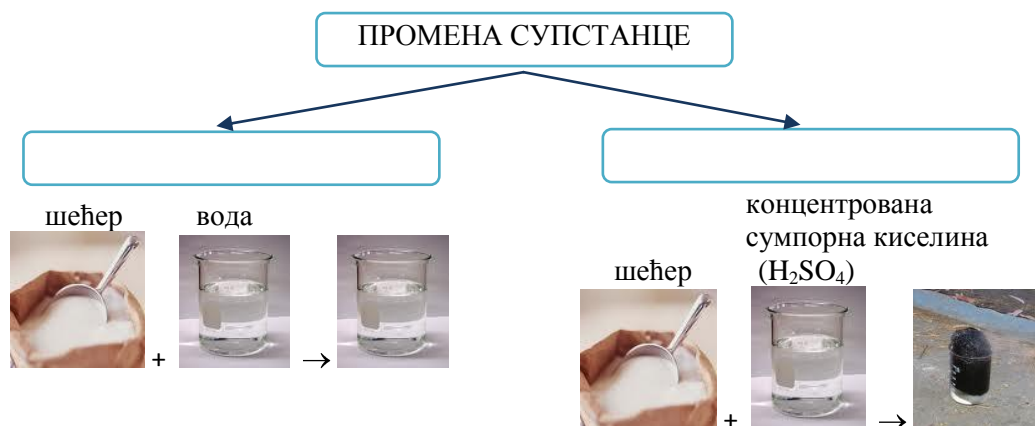 ПРОМЕНА СУПСТАНЦЕ
шећер
вода
+
→
концентрована
сумпорна киселина
(H₂SO₄)
шећер
+
→